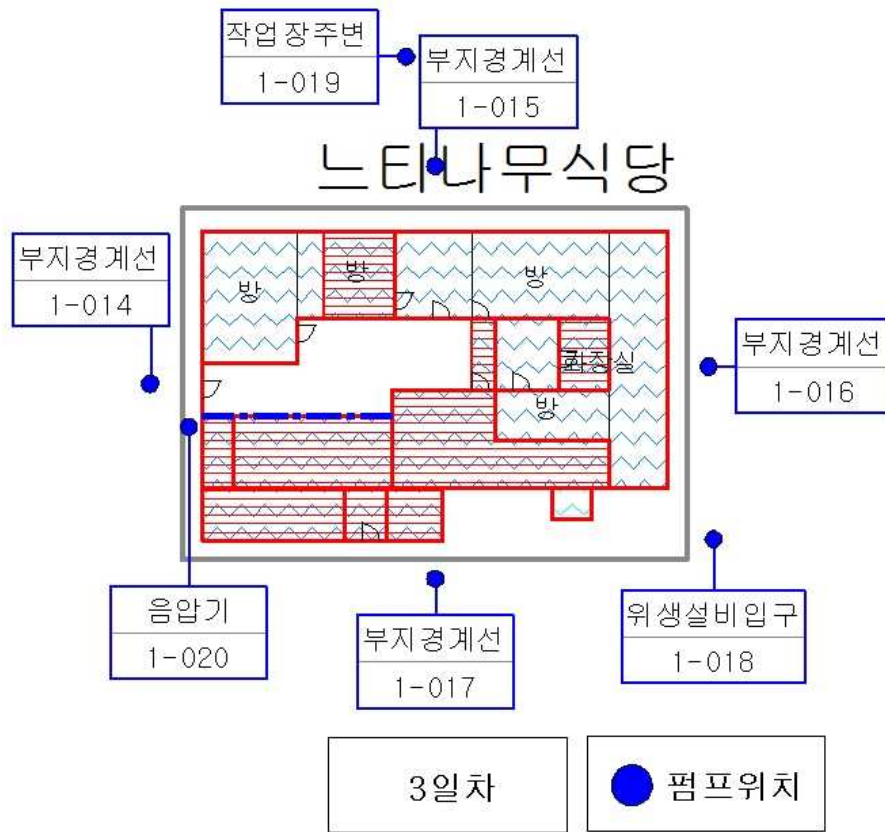 작업장주변
1-019
부지경계선
1-015
느티나무식당
부지경계선
1-014
방
방
방
화장실
방
부지경계선
1-016
음압기
1-020
부지경계선
1-017
위생설비입구
1-018
3일차
펌프위치